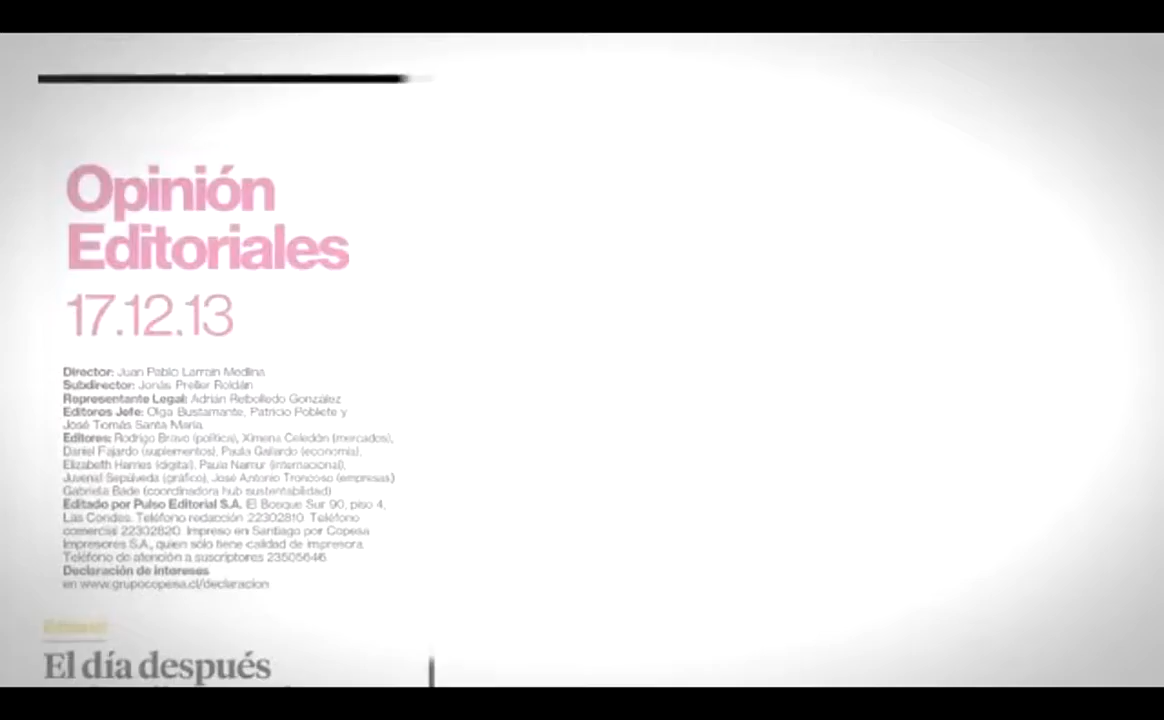 Opinión
Editoriales
17.12.13
Director: Juan Pablo Larraín Medina
Subdirector: Jonás Preller Roldán
Representante Legal: Adrián Rebolledo González
Editores Jefe: Olga Bustamante, Patricio Poblete y
José Tomás Santa María
Editores: Rodrigo Bravo (política), Ximena Celedón (mercados),
Daniel Fajardo (suplementos), Paula Gallardo (economía),
Elizabeth Harries (digital), Paula Namur (internacional),
Juvenal Sepúlveda (gráfico), José Antonio Troncoso (empresas)
Gabriela Bade (coordinadora hub sustentabilidad)
Editado por Pulso Editorial S.A. El Bosque Sur 90, piso 4,
Las Condes. Teléfono redacción 22302810. Teléfono
comercial 22302820. Impreso en Santiago por Copesa
Impresores S.A., quien sólo tiene calidad de impresora.
Teléfono de atención a suscriptores 23505646.
Declaración de intereses
en www.grupocopesa.cl/declaracion
El día después